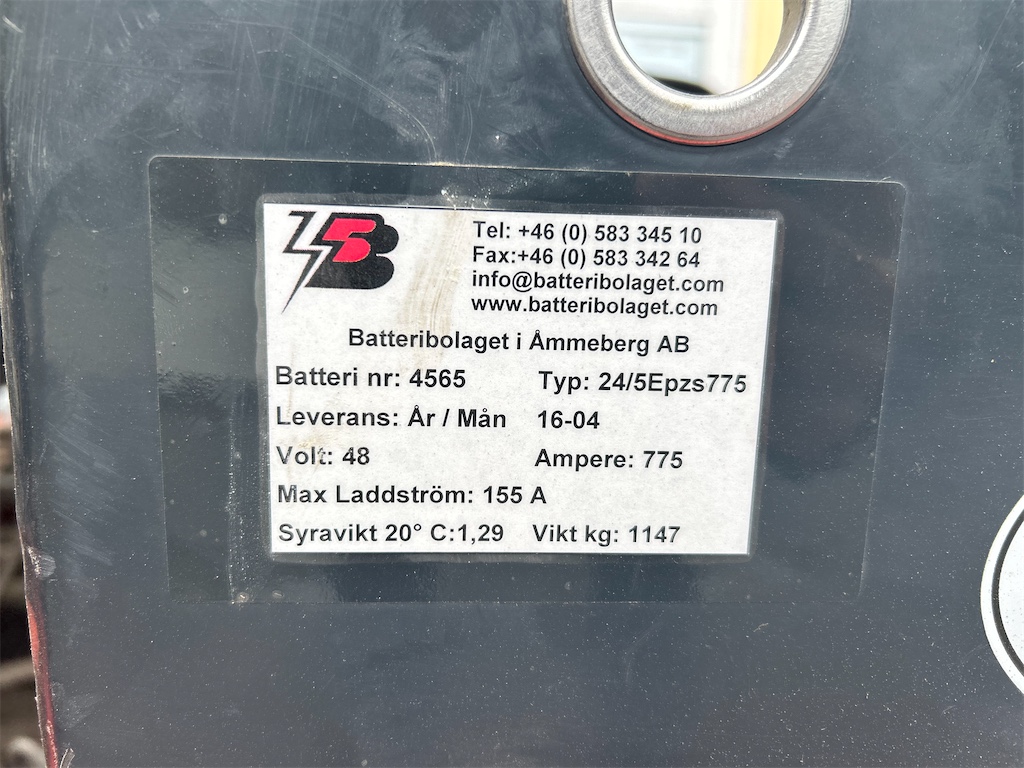 Tel: +46 (0) 583 345 10
Fax:+46 (0) 583 342 64
info@batteribolaget.com
www.batteribolaget.com
Batteribolaget i Åmmeberg AB
Batteri nr: 4565 Typ: 24/5Epzs775
Leverans: År / Mån 16-04
Volt: 48 Ampere: 775
Max Laddström: 155 A
Syravikt 20° C:1,29 Vikt kg: 1147